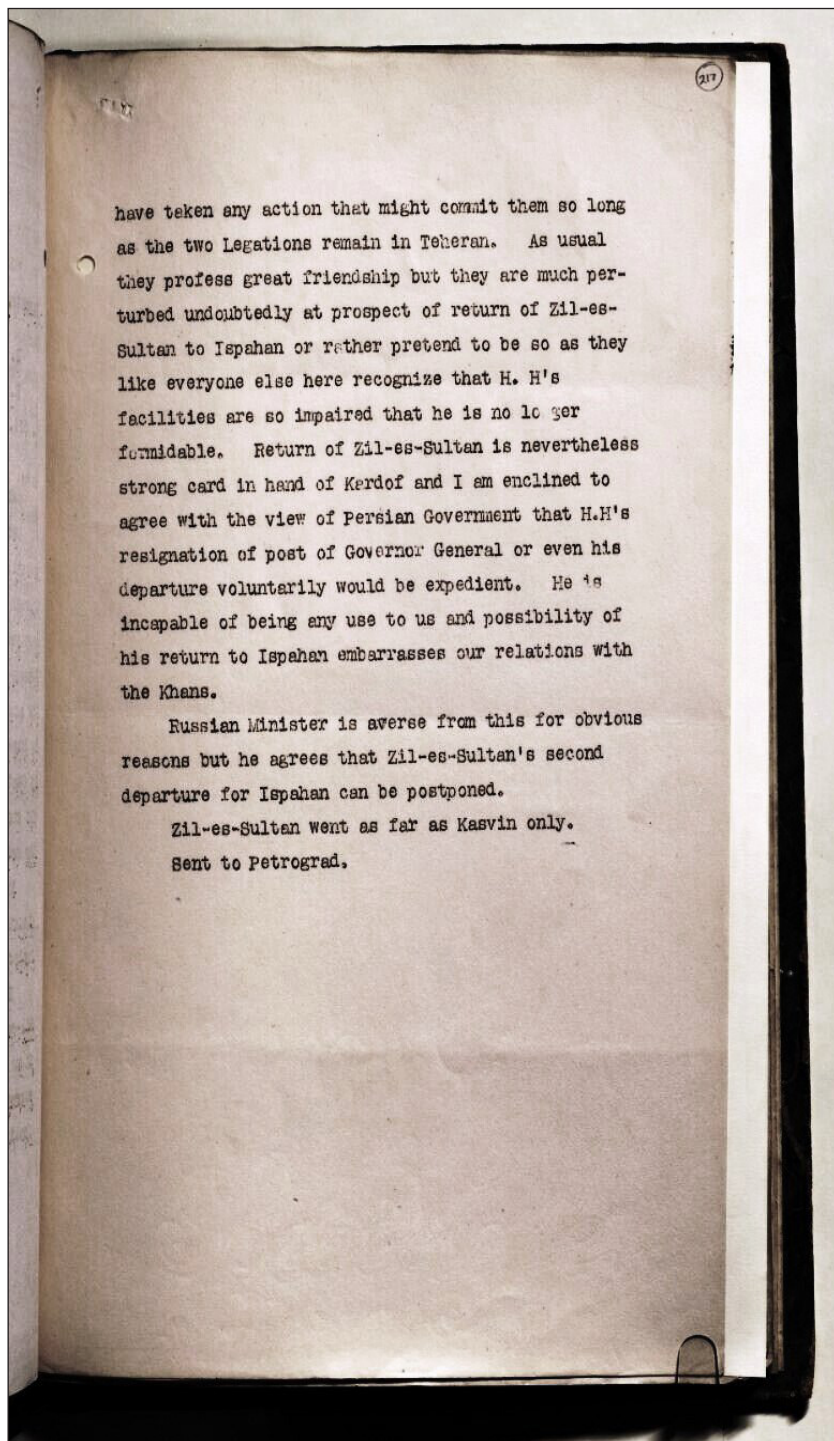 217
have taken any action that might commit them so long
as the two Legations remain in Teheran. As usual
they profess great friendship but they are much per-
turbed undoubtedly at prospect of return of Zil-es-
Sultan to Ispahan or rather pretend to be so as they
like everyone else here recognize that H. H's
facilities are so impaired that he is no lo ger
formidable. Return of Zil-es-Sultan is nevertheless
strong card in hand of Kardof and I am enclined to
agree with the view of Persian Government that H.H's
resignation of post of Governor General or even his
departure voluntarily would be expedient. He is
incapable of being any use to us and possibility of
his return to Ispahan embarrasses our relations with
the Khans.
Russian Minister is averse from this for obvious
reasons but he agrees that Zil-es-Sultan's second
departure for Ispahan can be postponed.
Zil-es-Sultan went as far as Kasvin only.
Sent to Petrograd.